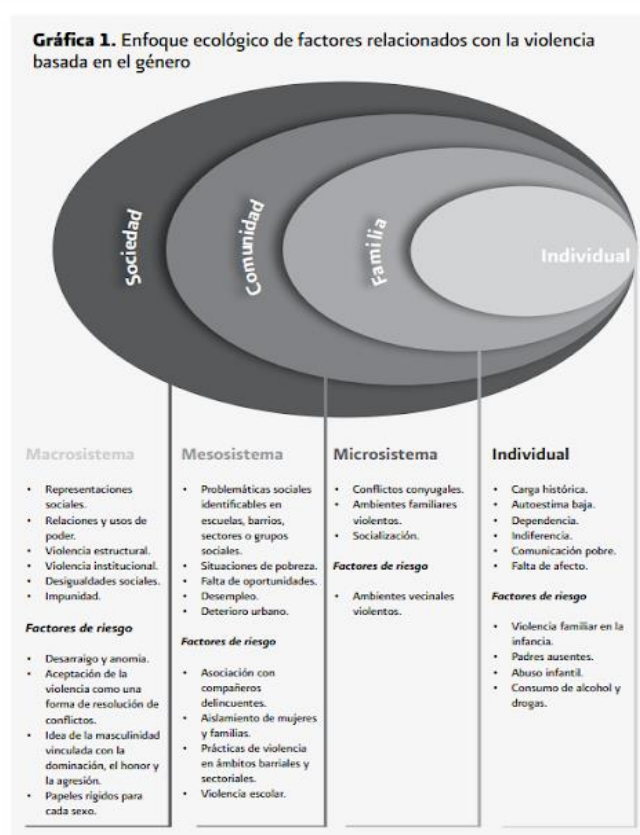 Gráfica 1. Enfoque ecológico de factores relacionados con la violencia
basada en el género
Sociedad
Comunidad
Familia
Individual
Macrosistema
• Representaciones
sociales.
• Relaciones y usos de
poder.
• Violencia estructural.
• Violencia institucional.
• Desigualdades sociales.
• Impunidad.
Factores de riesgo
• Desarraigo y anomia.
• Aceptación de la
violencia como una
forma de resolución de
conflictos.
• Idea de la masculinidad
vinculada con la
dominación, el honor y
la agresión.
• Papeles rígidos para
cada sexo.
Mesosistema
• Problemáticas sociales
identificables en
escuelas, barrios,
sectores o grupos
sociales.
• Situaciones de pobreza.
• Falta de oportunidades.
• Desempleo.
• Deterioro urbano.
Factores de riesgo
• Asociación con
compañeros
delincuentes.
• Aislamiento de mujeres
y familias.
• Prácticas de violencia
en ámbitos barriales y
sectoriales.
• Violencia escolar.
Microsistema
• Conflictos conyugales.
• Ambientes familiares
violentos.
• Socialización.
Factores de riesgo
• Ambientes vecinales
violentos.
Individual
• Carga histórica.
• Autoestima baja.
• Dependencia.
• Indiferencia.
• Comunicación pobre.
• Falta de afecto.
Factores de riesgo
• Violencia familiar en la
infancia.
• Padres ausentes.
• Abuso infantil.
• Consumo de alcohol y
drogas.